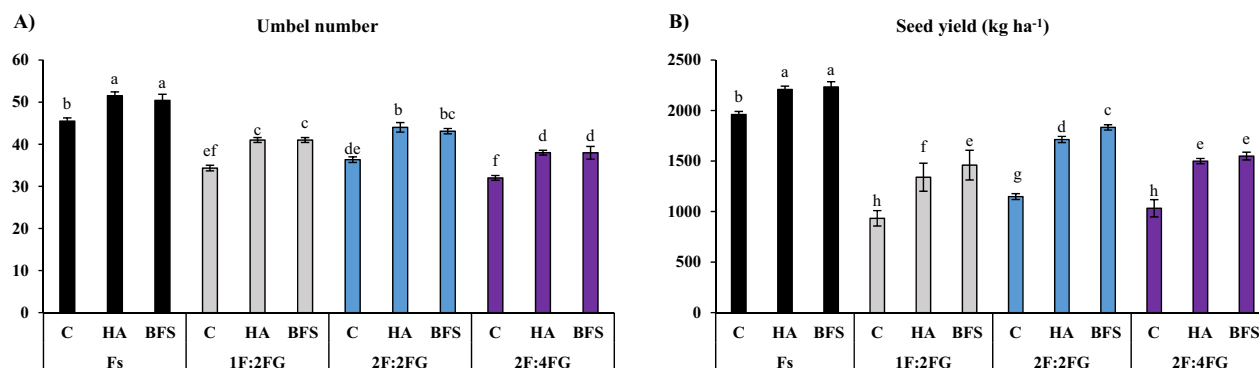 A)
Umbel number
60
50
40
30
20
10
0
b
a
a
ef
c
c
de
b
bc
f
d
d
C HA BFS C HA BFS C HA BFS C HA BFS
Fs 1F:2FG 2F:2FG 2F:4FG
B)
Seed yield (kg ha⁻¹)
2500
2000
1500
1000
500
0
b
a
a
h
f
e
g
d
c
h
e
e
C HA BFS C HA BFS C HA BFS C HA BFS
Fs 1F:2FG 2F:2FG 2F:4FG